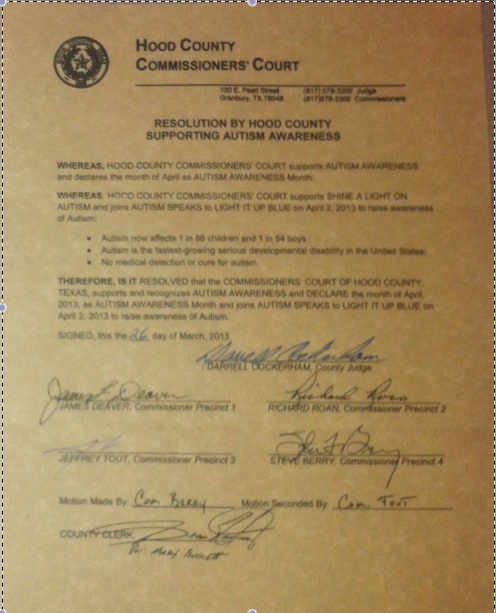 HOOD COUNTY
COMMISSIONERS' COURT
100 E. Pearl Street (817) 579-3200 Judge
Granbury, TX 76048 (817)579-3300 Commissioners
RESOLUTION BY HOOD COUNTY
SUPPORTING AUTISM AWARENESS
WHEREAS, HOOD COUNTY COMMISSIONERS' COURT supports AUTISM AWARENESS
and declares the month of April as AUTISM AWARENESS Month.
WHEREAS, HOOD COUNTY COMMISSIONERS' COURT supports SHINE A LIGHT ON
AUTISM and joins AUTISM SPEAKS to LIGHT IT UP BLUE on April 2, 2013 to raise awareness
of Autism:
• Autism now affects 1 in 88 children and 1 in 54 boys
• Autism is the fastest-growing serious developmental disability in the United States;
• No medical detection or cure for autism.
THEREFORE, IS IT RESOLVED that the COMMISSIONERS' COURT OF HOOD COUNTY,
TEXAS, supports and recognizes AUTISM AWARENESS and DECLARE the month of April,
2013, as AUTISM AWARENESS Month and joins AUTISM SPEAKS to LIGHT IT UP BLUE on
April 2, 2013 to raise awareness of Autism.
SIGNED, this the 26 day of March, 2013
Darrell Cockerham
DARRELL COCKERHAM, County Judge
James L. Deaver Richard Roan
JAMES DEAVER, Commissioner Precinct 1 RICHARD ROAN, Commissioner Precinct 2
JEFFREY TOUT, Commissioner Precinct 3 STEVE BERRY, Commissioner Precinct 4
Motion Made By: Com. Berry Motion Seconded By: Com. Tout
COUNTY CLERK
By: Mary Burnett